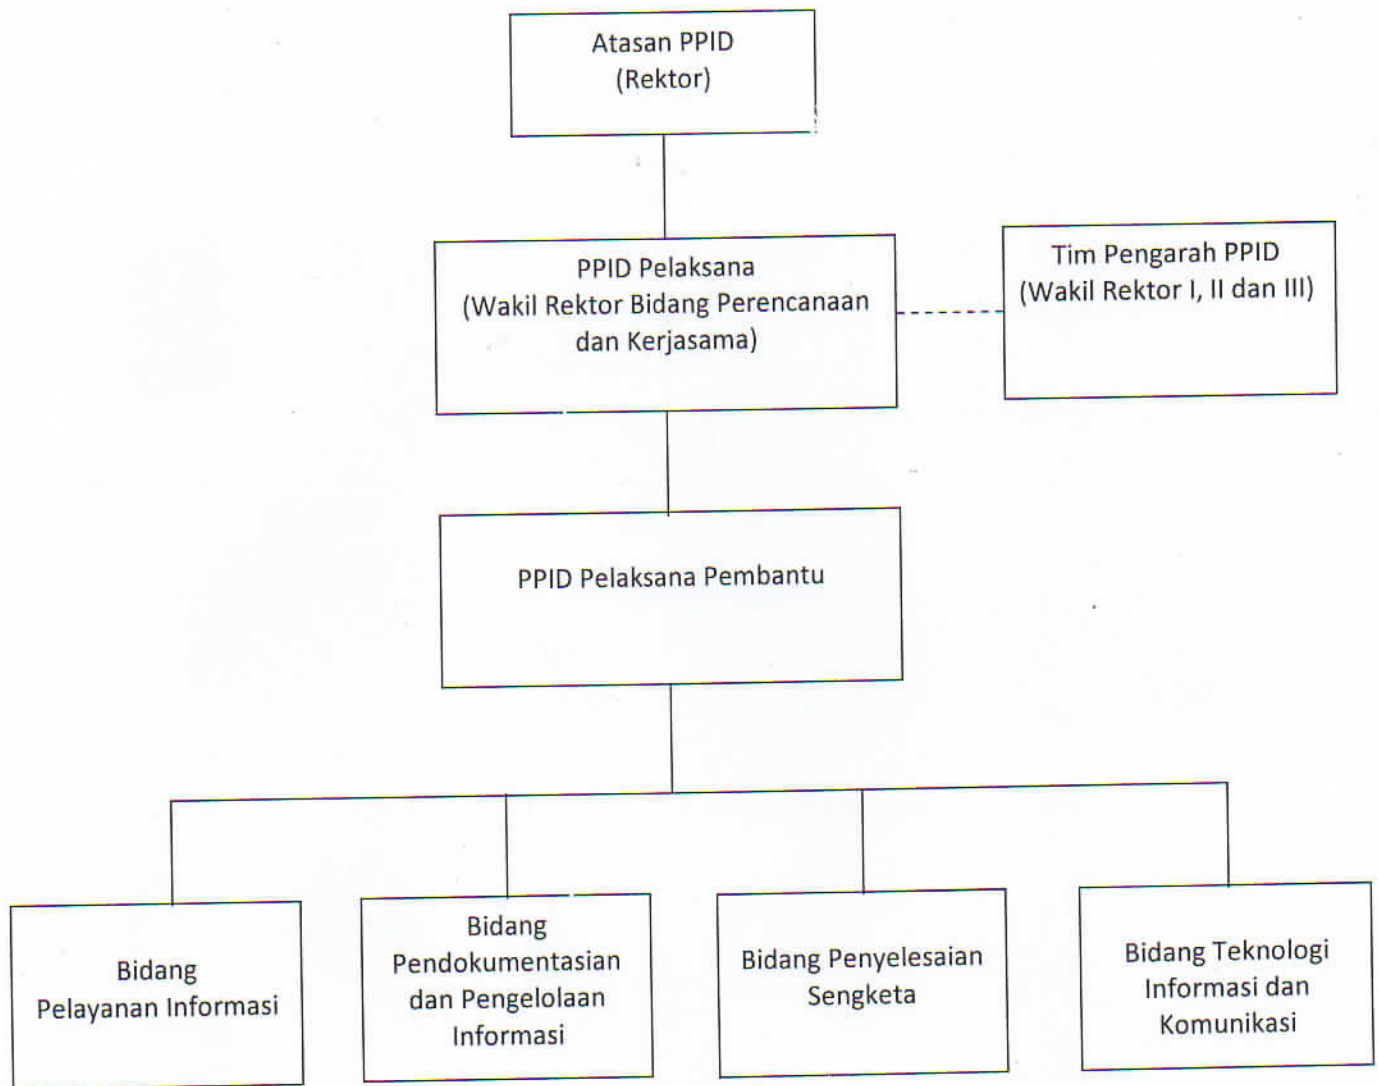 Atasan PPID
(Rektor)
PPID Pelaksana
(Wakil Rektor Bidang Perencanaan
dan Kerjasama)
Tim Pengarah PPID
(Wakil Rektor I, II dan III)
PPID Pelaksana Pembantu
Bidang
Pelayanan Informasi
Bidang
Pendokumentasian
dan Pengelolaan
Informasi
Bidang Penyelesaian
Sengketa
Bidang Teknologi
Informasi dan
Komunikasi